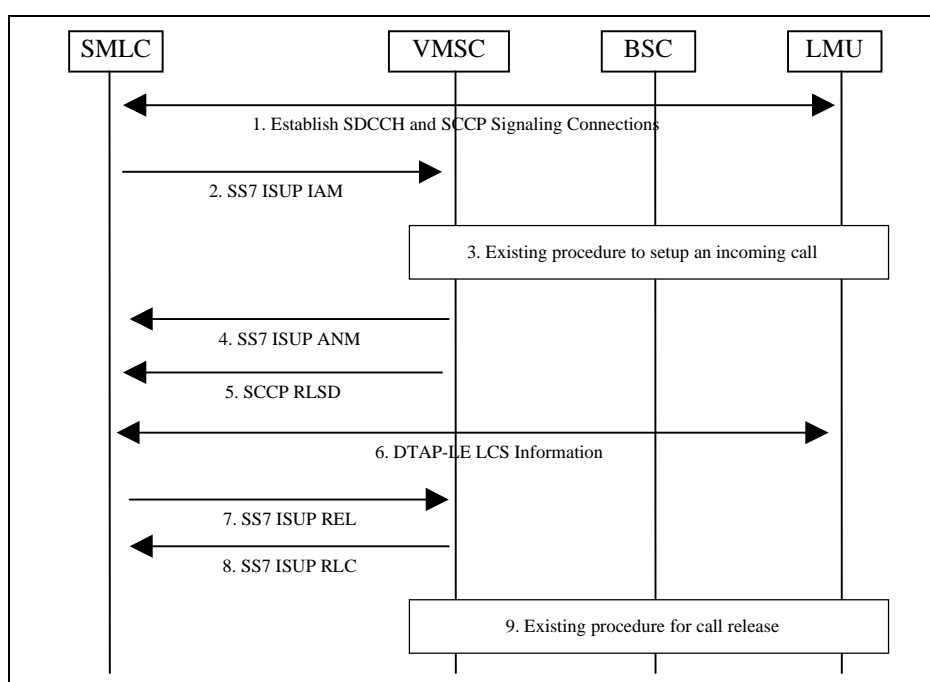 SMLC VMSC BSC LMU
1. Establish SDCCH and SCCP Signaling Connections
2. SS7 ISUP IAM
3. Existing procedure to setup an incoming call
4. SS7 ISUP ANM
5. SCCP RLSD
6. DTAP-LE LCS Information
7. SS7 ISUP REL
8. SS7 ISUP RLC
9. Existing procedure for call release